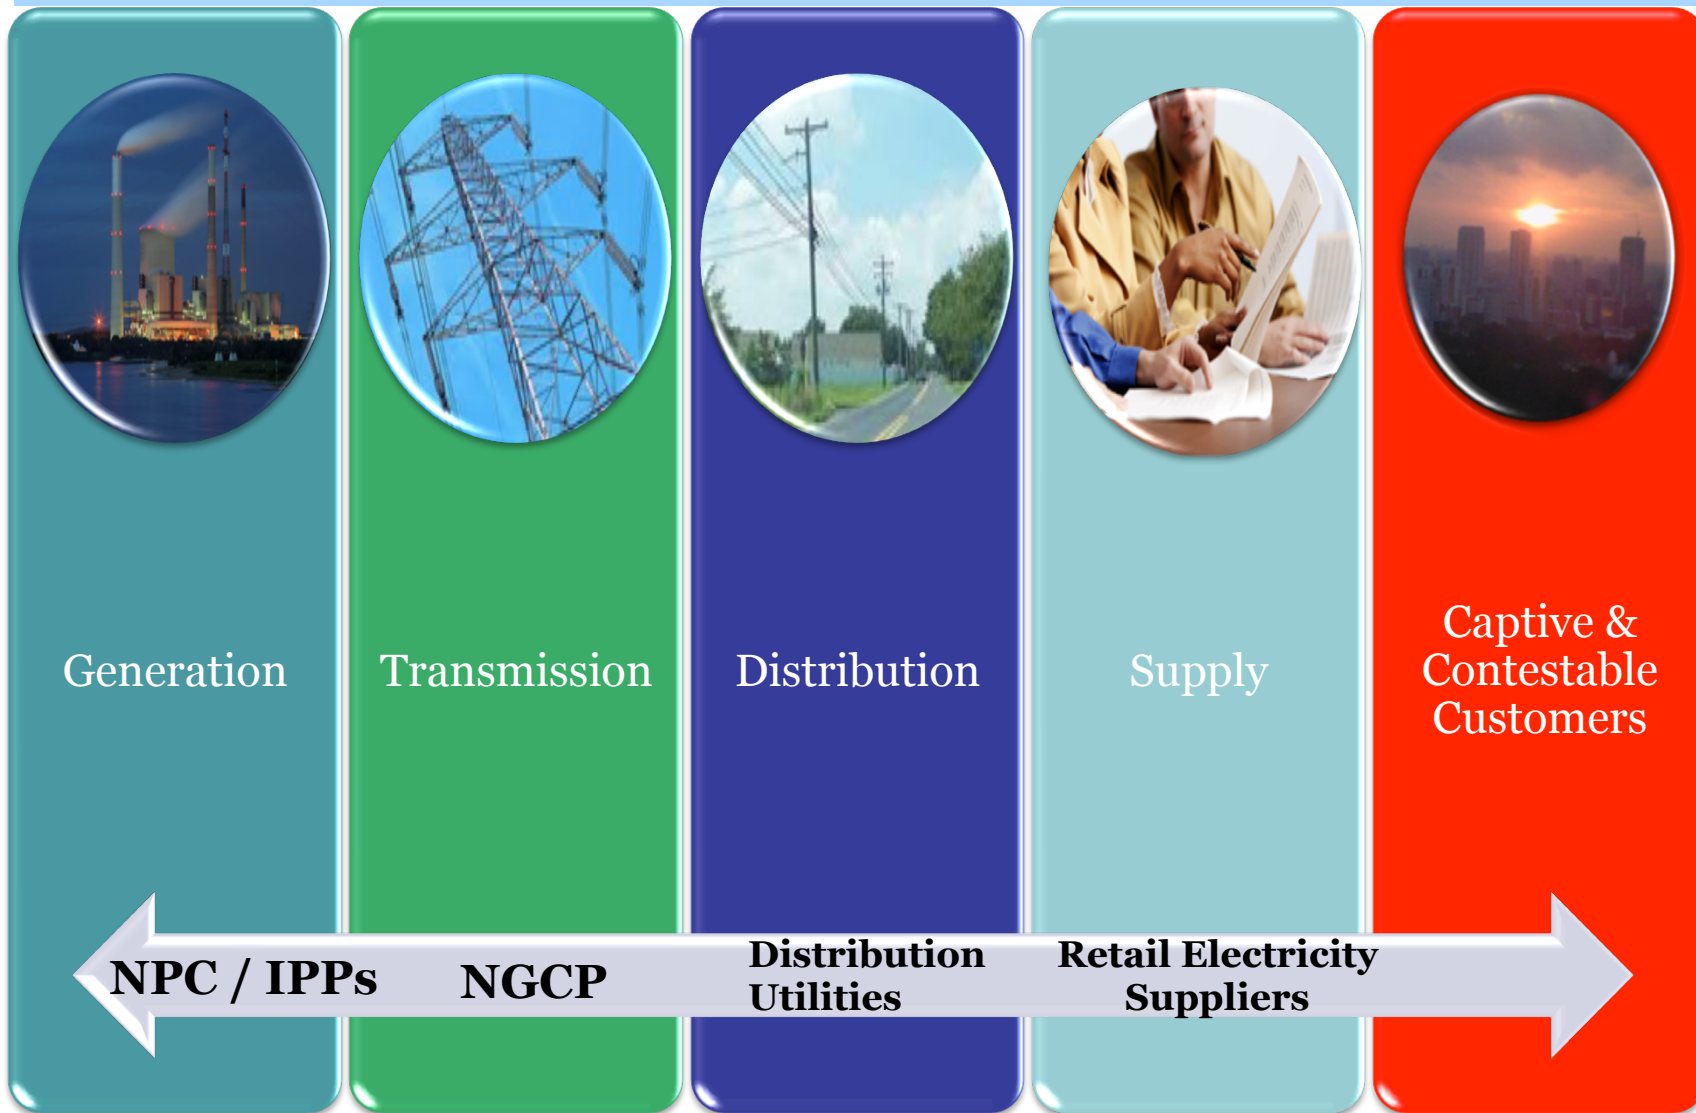 Generation
Transmission
Distribution
Supply
Captive &
Contestable
Customers
NPC / IPPs
NGCP
Distribution
Utilities
Retail Electricity
Suppliers